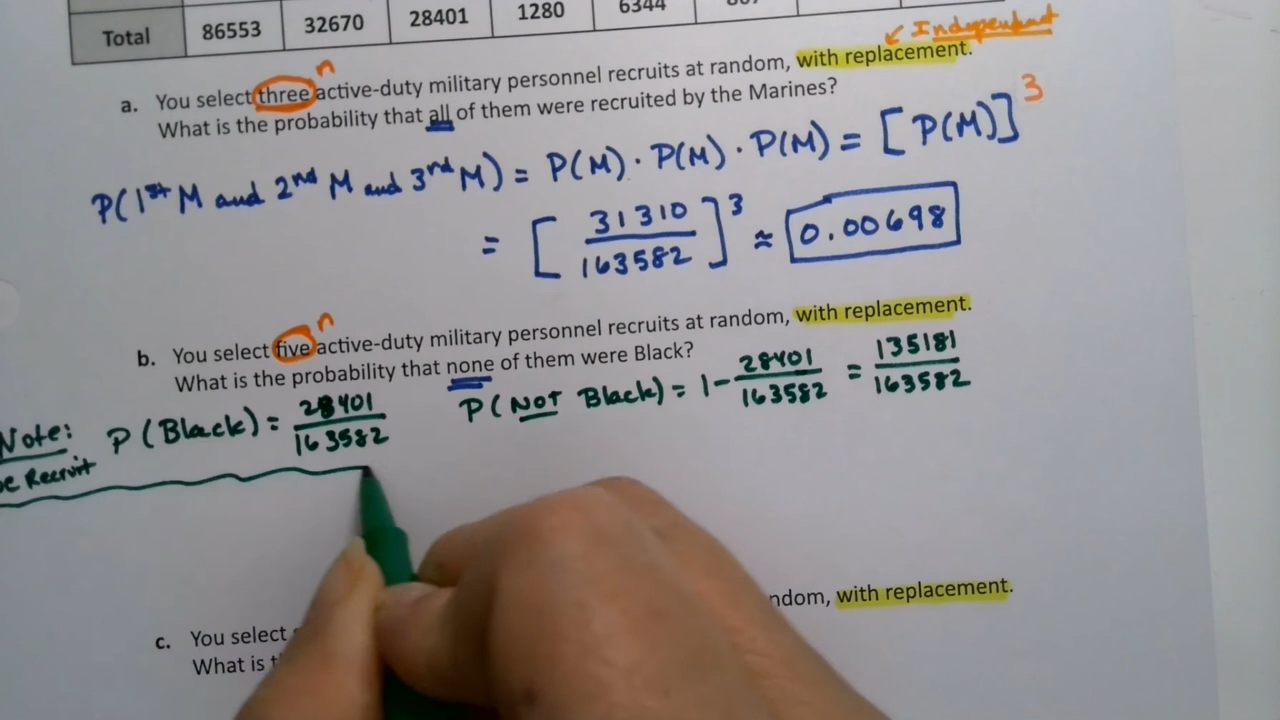 Total 86553 32670 28401 1280 6344
Independent
a. You select three active-duty military personnel recruits at random, with replacement.
n
What is the probability that all of them were recruited by the Marines?
P(1st M and 2nd M and 3rd M) = P(M) · P(M) · P(M) = [P(M)]^3
= [31310/163582]^3 ≈ 0.00698
n
b. You select five active-duty military personnel recruits at random, with replacement.
What is the probability that none of them were Black?
Note: P(Black) = 28401/163582 P(NOT Black) = 1 - 28401/163582 = 135181/163582
Recruit
ndom, with replacement.
c. You select
What is